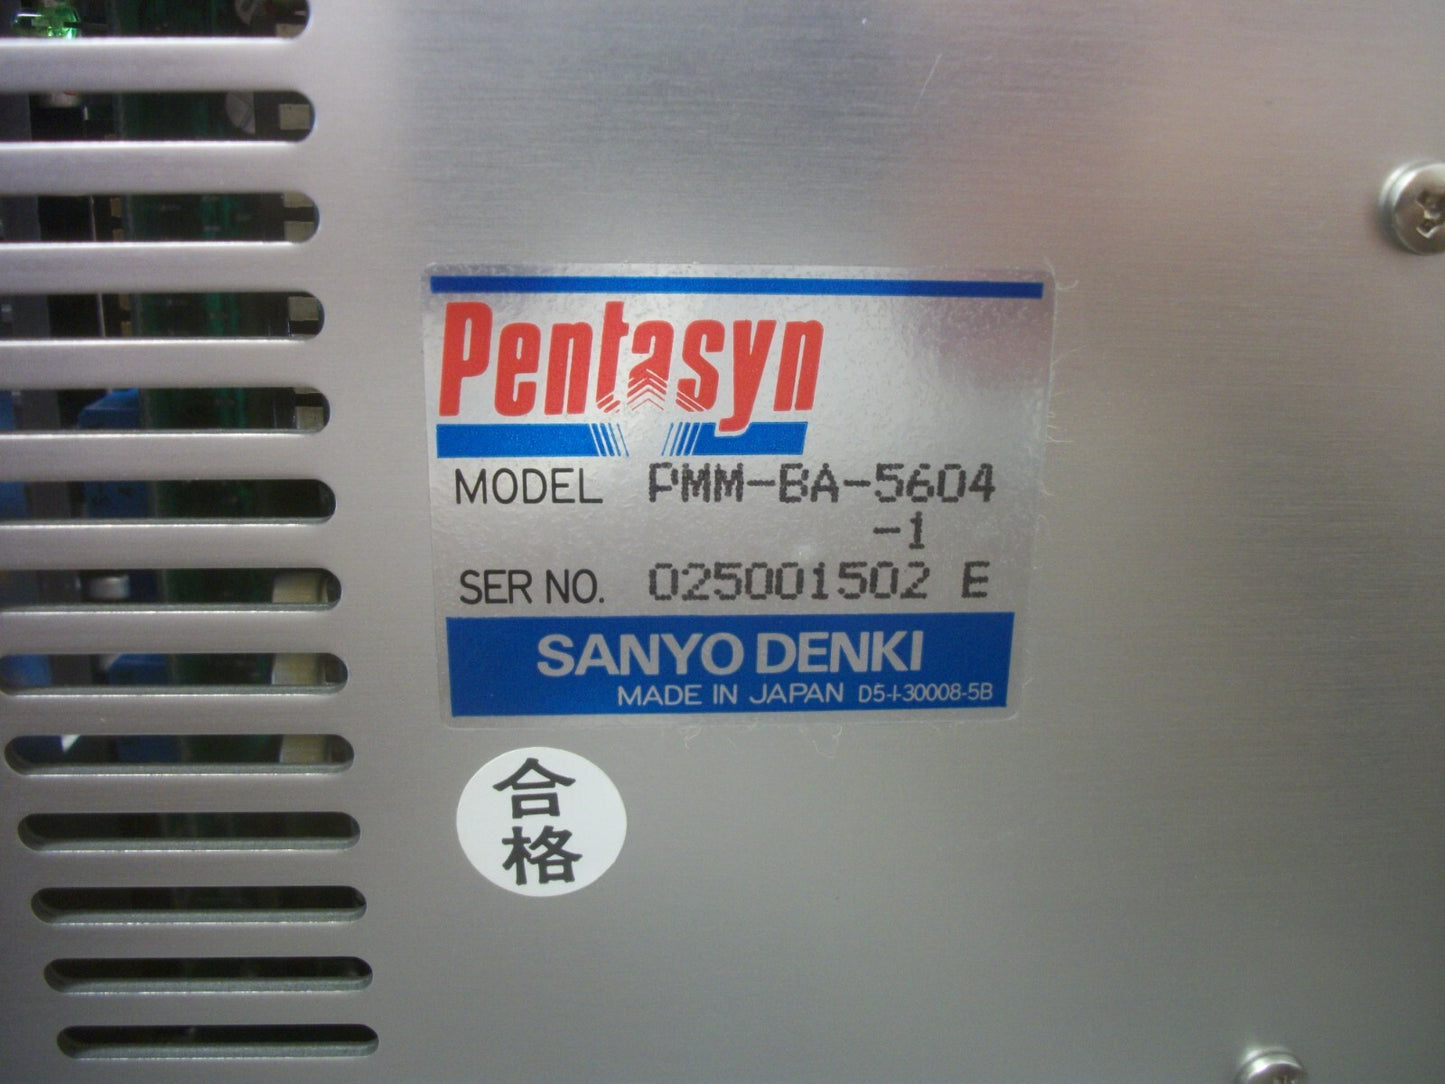 Pentasyn
MODEL PMM-BA-5604
-1
SER NO. 025001502 E
SANYO DENKI
MADE IN JAPAN D5-I-30008-5B
合
格